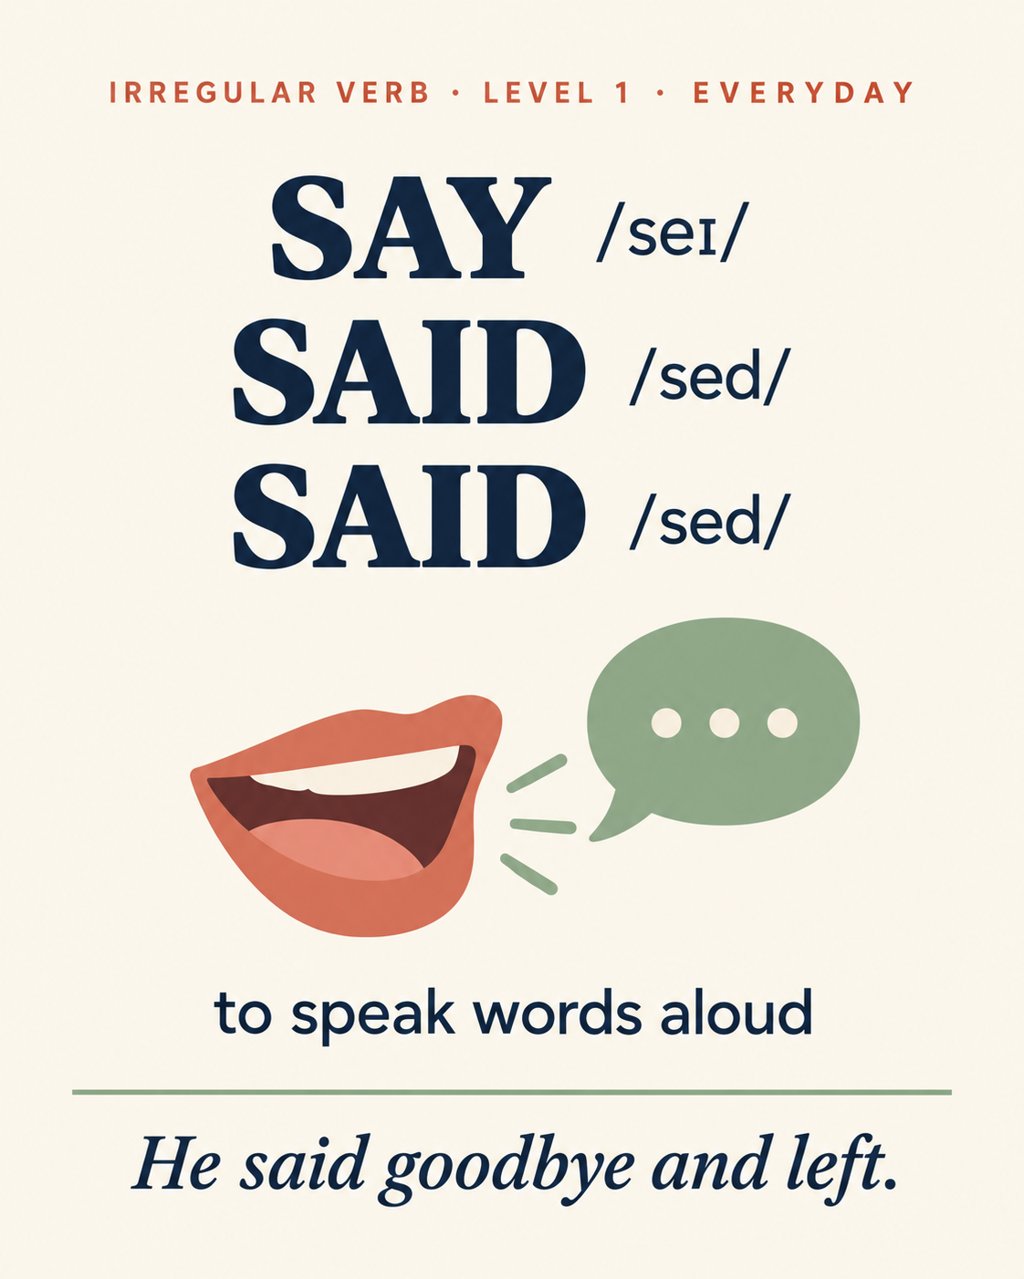 IRREGULAR VERB · LEVEL 1 · EVERYDAY
SAY /seɪ/
SAID /sed/
SAID /sed/
to speak words aloud
He said goodbye and left.